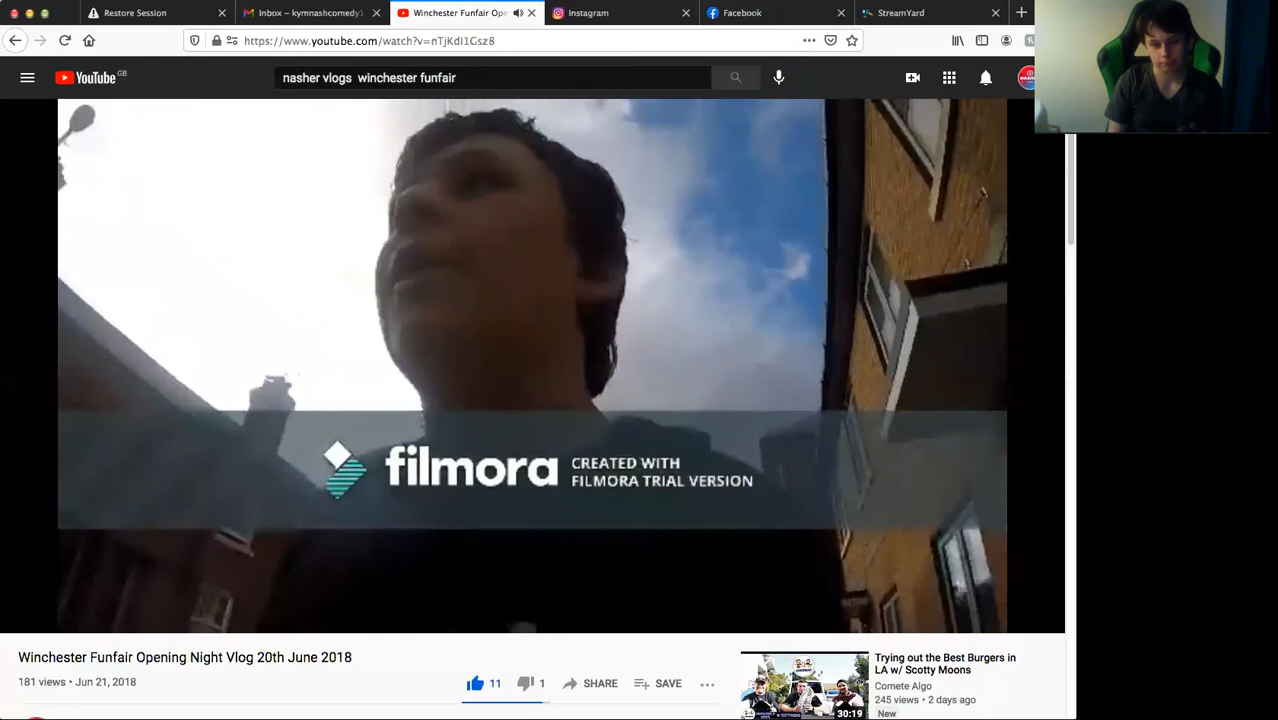 Restore Session
Inbox – kymnashcomedy1
Winchester Funfair Ope
Instagram
Facebook
StreamYard
https://www.youtube.com/watch?v=nTjKdl1Gsz8
YouTube GB
nasher vlogs winchester funfair
filmora
CREATED WITH
FILMORA TRIAL VERSION
Winchester Funfair Opening Night Vlog 20th June 2018
181 views • Jun 21, 2018
11
1
SHARE
SAVE
30:19
Trying out the Best Burgers in
LA w/ Scotty Moons
Comete Algo
245 views • 2 days ago
New